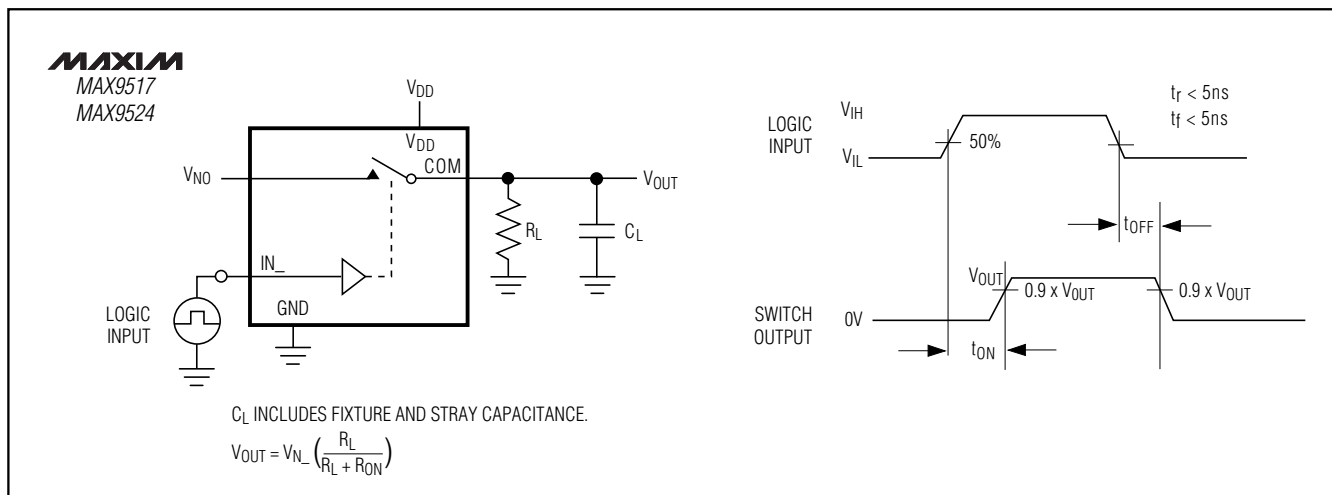 MAXIM
MAX9517
MAX9524
VDD
VDD
COM
VNO
VOUT
RL
CL
IN_
GND
LOGIC
INPUT
CL INCLUDES FIXTURE AND STRAY CAPACITANCE.
VOUT = VN_ (RL / RL + RON)
tr < 5ns
tf < 5ns
LOGIC
INPUT
VIH
VIL
50%
tOFF
VOUT
0.9 x VOUT
0.9 x VOUT
SWITCH
OUTPUT
0V
tON